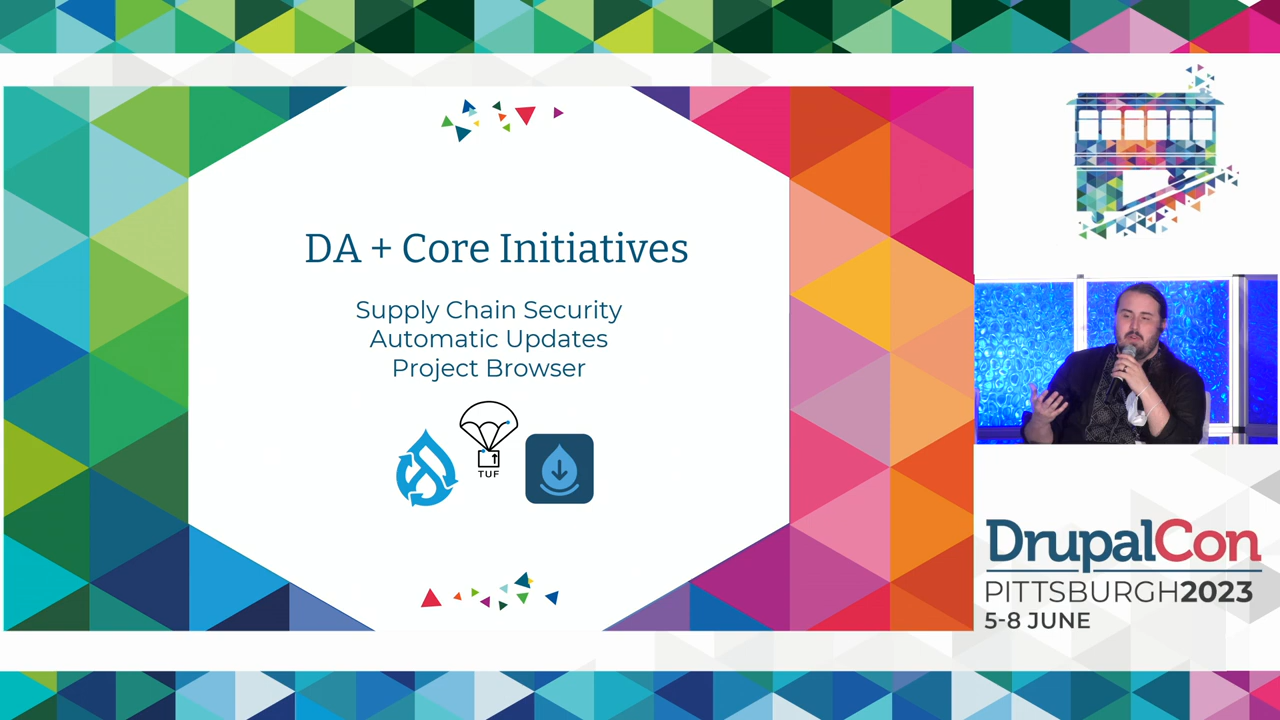 DA + Core Initiatives
Supply Chain Security
Automatic Updates
Project Browser
TUF
DrupalCon
PITTSBURGH2023
5-8 JUNE